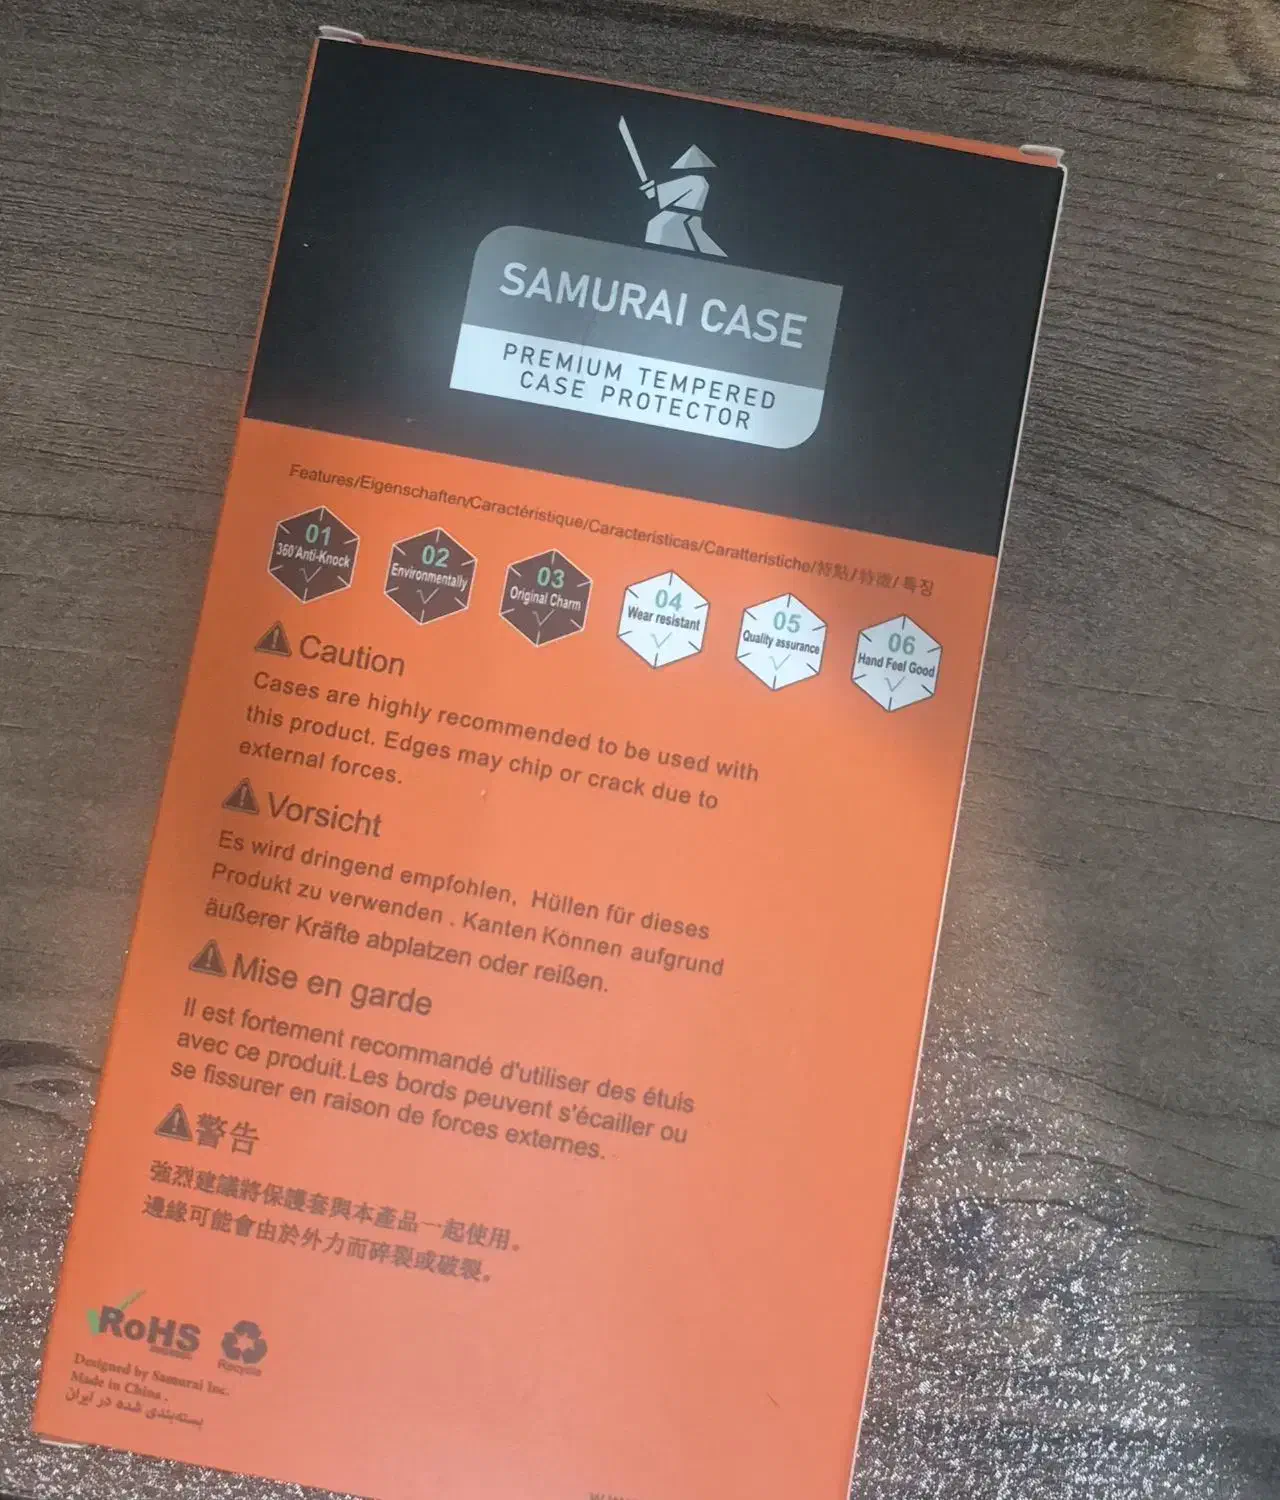 SAMURAI CASE
PREMIUM TEMPERED
CASE PROTECTOR
Features/Eigenschaften/Caractéristique/Caracteristicas/Caratteristiche/特點/特徵/특징
01
360°Anti-Knock
02
Environmentally
03
Original Charm
04
Wear resistant
05
Quality assurance
06
Hand Feel Good
Caution
Cases are highly recommended to be used with
this product. Edges may chip or crack due to
external forces.
Vorsicht
Es wird dringend empfohlen, Hüllen für dieses
Produkt zu verwenden . Kanten Können aufgrund
äußerer Kräfte abplatzen oder reißen.
Mise en garde
Il est fortement recommandé d'utiliser des étuis
avec ce produit.Les bords peuvent s'écailler ou
se fissurer en raison de forces externes.
警告
強烈建議將保護套與本產品一起使用。
邊緣可能會由於外力而碎裂或破裂。
RoHS
Recycle
Designed by Samurai Inc.
Made in China .
بسته‌بندی شده در ایران